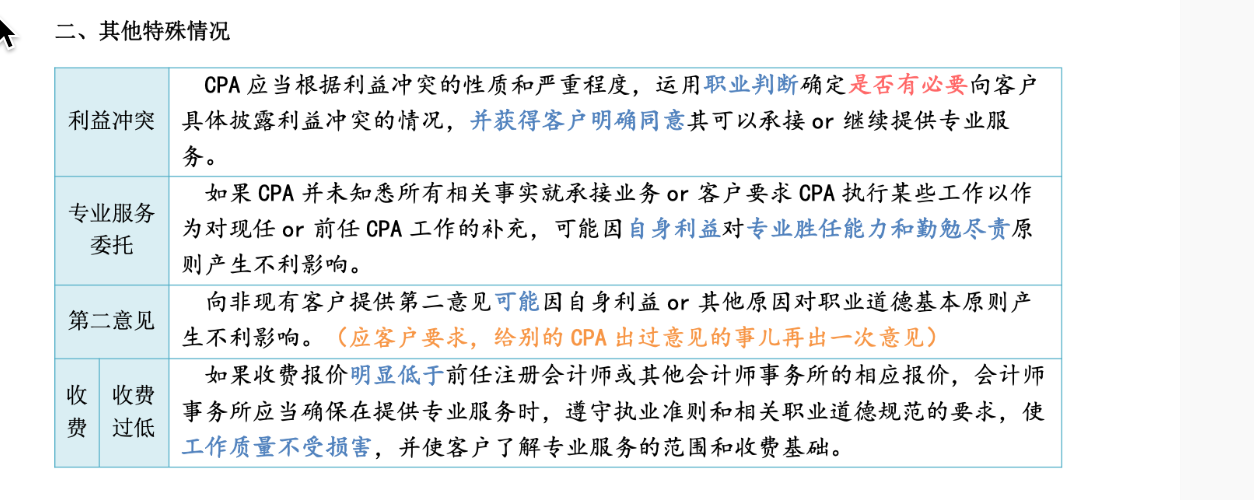 二、其他特殊情况
利益冲突
CPA 应当根据利益冲突的性质和严重程度，运用职业判断确定是否有必要向客户
具体披露利益冲突的情况，并获得客户明确同意其可以承接 or 继续提供专业服
务。
专业服务
委托
如果 CPA 并未知悉所有相关事实就承接业务 or 客户要求 CPA 执行某些工作以作
为对现任 or 前任 CPA 工作的补充，可能因自身利益对专业胜任能力和勤勉尽责原
则产生不利影响。
第二意见
向非现有客户提供第二意见可能因自身利益 or 其他原因对职业道德基本原则产
生不利影响。（应客户要求，给别的 CPA 出过意见的事儿再出一次意见）
收
费
收费
过低
如果收费报价明显低于前任注册会计师或其他会计师事务所的相应报价，会计师
事务所应当确保在提供专业服务时，遵守执业准则和相关职业道德规范的要求，使
工作质量不受损害，并使客户了解专业服务的范围和收费基础。